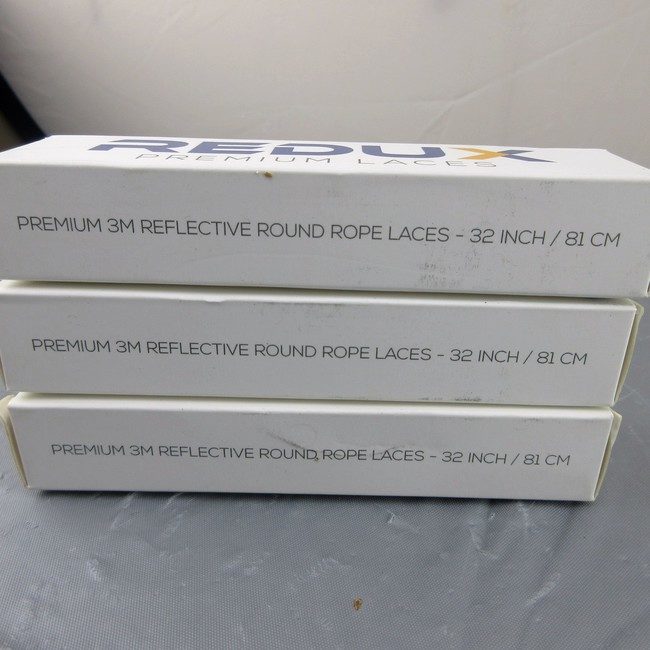 REDUX
PREMIUM LACES
PREMIUM 3M REFLECTIVE ROUND ROPE LACES - 32 INCH / 81 CM
PREMIUM 3M REFLECTIVE ROUND ROPE LACES - 32 INCH / 81 CM
PREMIUM 3M REFLECTIVE ROUND ROPE LACES - 32 INCH / 81 CM